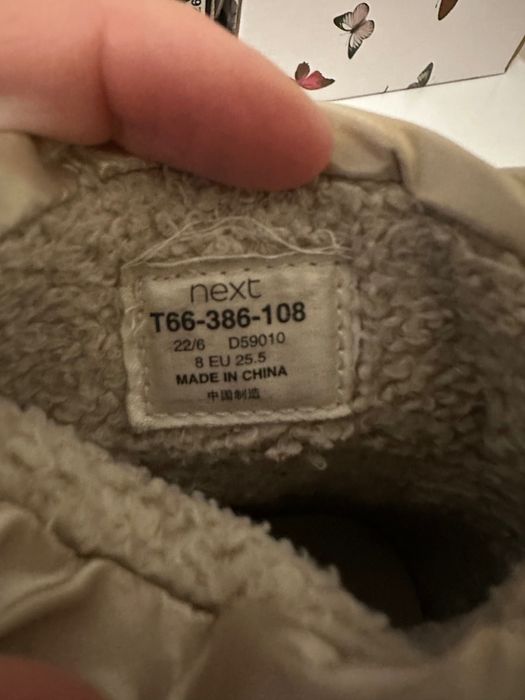 next
T66-386-108
22/6 D59010
8 EU 25.5
MADE IN CHINA
中国制造